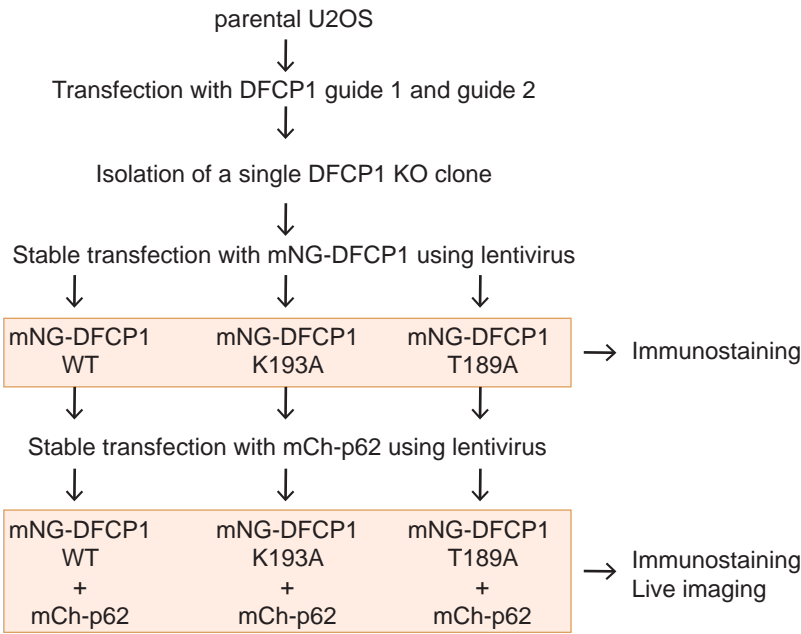 parental U2OS
Transfection with DFCP1 guide 1 and guide 2
Isolation of a single DFCP1 KO clone
Stable transfection with mNG-DFCP1 using lentivirus
mNG-DFCP1 mNG-DFCP1 mNG-DFCP1
WT K193A T189A
Immunostaining
Stable transfection with mCh-p62 using lentivirus
mNG-DFCP1 mNG-DFCP1 mNG-DFCP1
WT K193A T189A
+ + +
mCh-p62 mCh-p62 mCh-p62
Immunostaining
Live imaging